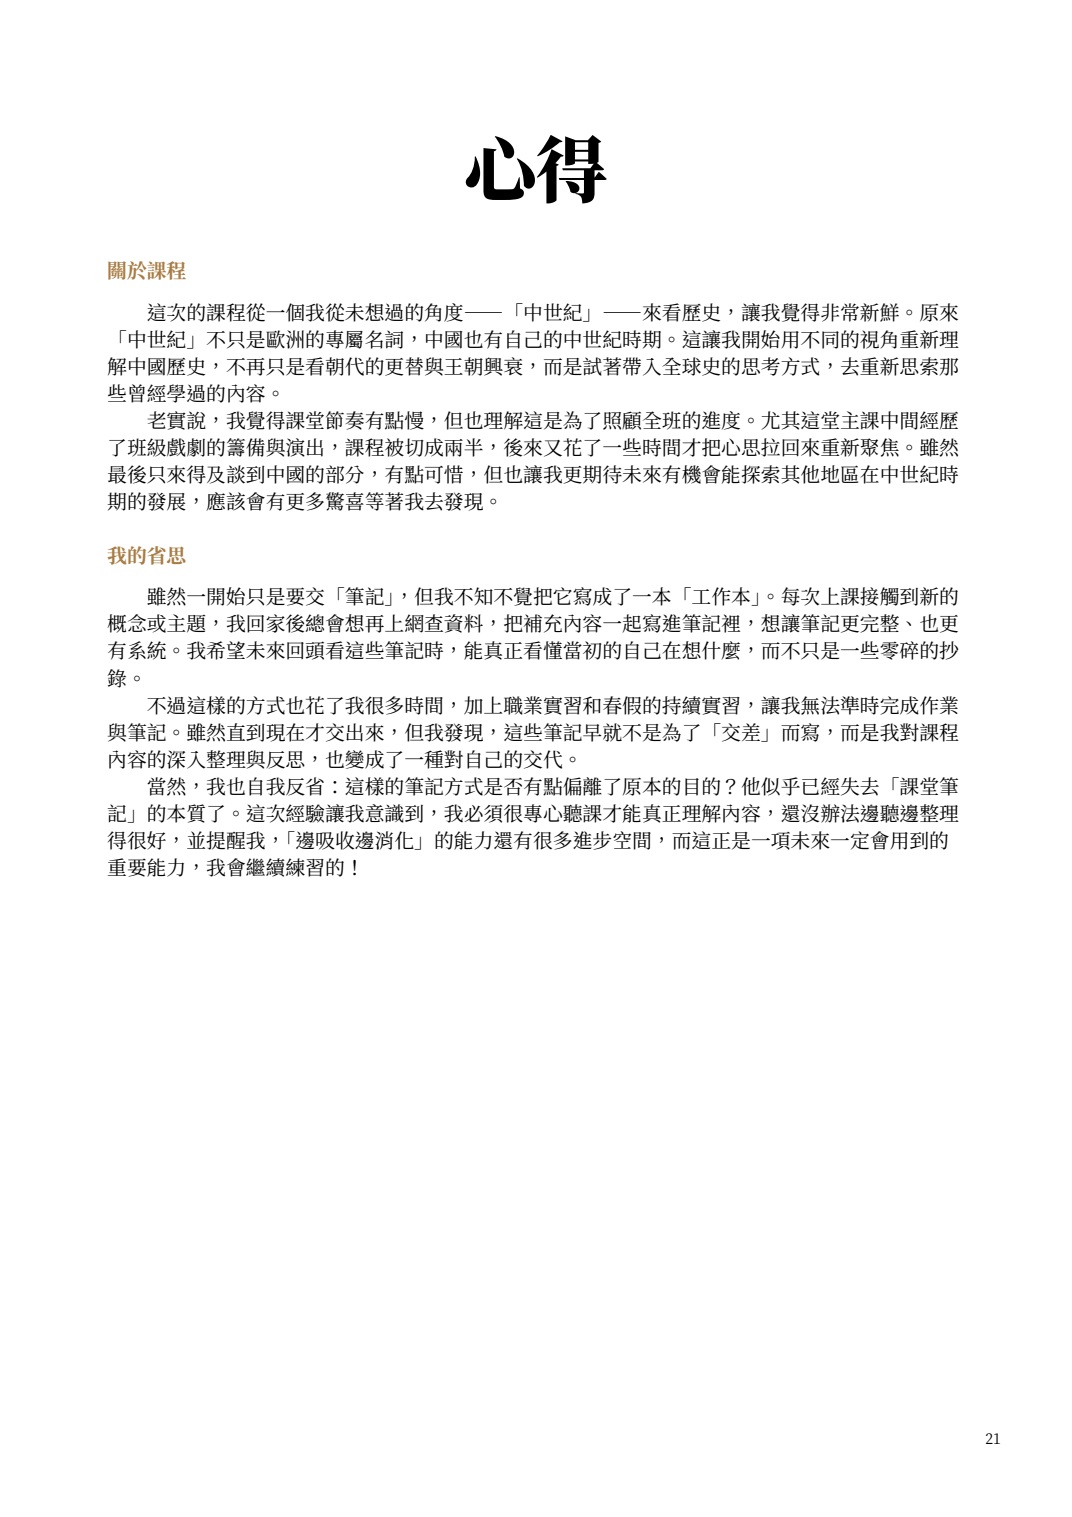 心得
關於課程
這次的課程從一個我從未想過的角度——「中世紀」——來看歷史，讓我覺得非常新鮮。原來
「中世紀」不只是歐洲的專屬名詞，中國也有自己的中世紀時期。這讓我開始用不同的視角重新理
解中國歷史，不再只是看朝代的更替與王朝興衰，而是試著帶入全球史的思考方式，去重新思索那
些曾經學過的內容。
老實說，我覺得課堂節奏有點慢，但也理解這是為了照顧全班的進度。尤其這堂主課中間經歷
了班級戲劇的籌備與演出，課程被切成兩半，後來又花了一些時間才把心思拉回來重新聚焦。雖然
最後只來得及談到中國的部分，有點可惜，但也讓我更期待未來有機會能探索其他地區在中世紀時
期的發展，應該會有更多驚喜等著我去發現。
我的省思
雖然一開始只是要交「筆記」，但我不知不覺把它寫成了一本「工作本」。每次上課接觸到新的
概念或主題，我回家後總會想再上網查資料，把補充內容一起寫進筆記裡，想讓筆記更完整、也更
有系統。我希望未來回頭看這些筆記時，能真正看懂當初的自己在想什麼，而不只是一些零碎的抄
錄。
不過這樣的方式也花了我很多時間，加上職業實習和春假的持續實習，讓我無法準時完成作業
與筆記。雖然直到現在才交出來，但我發現，這些筆記早就不是為了「交差」而寫，而是我對課程
內容的深入整理與反思，也變成了一種對自己的交代。
當然，我也自我反省：這樣的筆記方式是否有點偏離了原本的目的？他似乎已經失去「課堂筆
記」的本質了。這次經驗讓我意識到，我必須很專心聽課才能真正理解內容，還沒辦法邊聽邊整理
得很好，並提醒我，「邊吸收邊消化」的能力還有很多進步空間，而這正是一項未來一定會用到的
重要能力，我會繼續練習的！
21